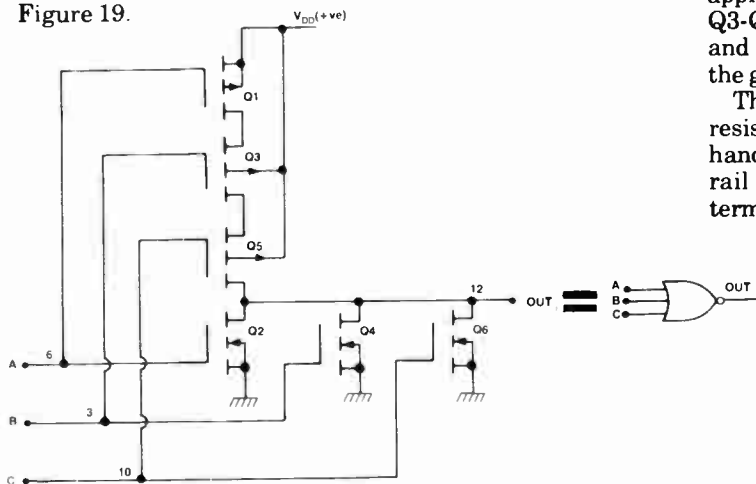 Figure 19.
V_DD(+ve)
Q1
Q3
Q5
Q2
Q4
Q6
12
OUT
A
B
C
OUT
A 6
B 3
C 10
Q3-
and
the g
Th
resis
hand
rail
term